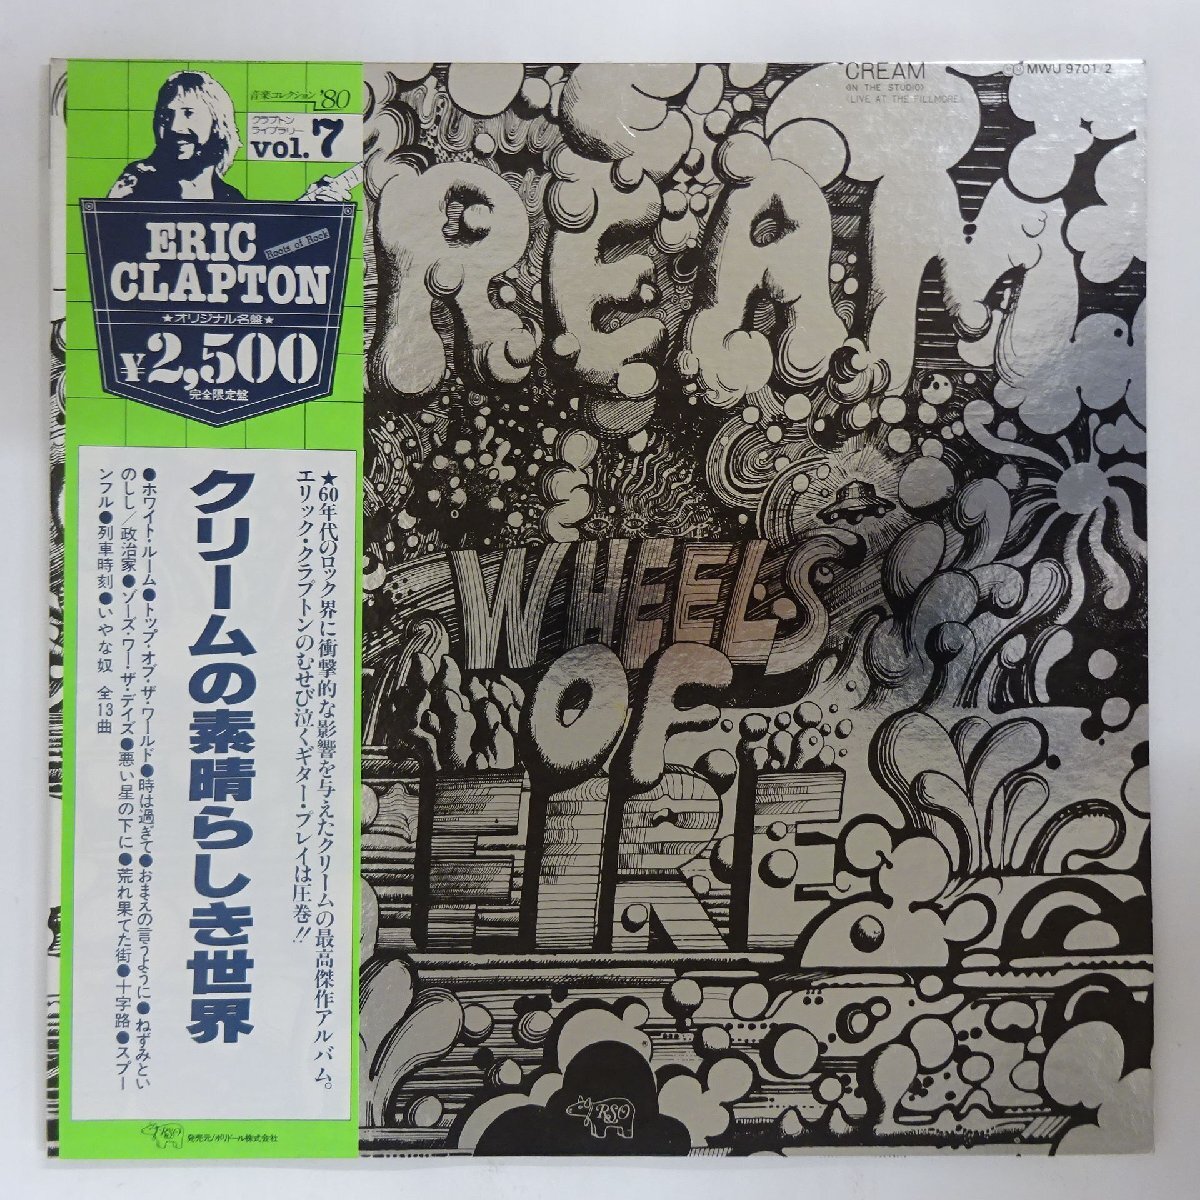 音楽コレクション'80
クラプトン
ライブラリー
vol. 7
ERIC
CLAPTON
Roots of Rock
★オリジナル名盤★
¥2,500
完全限定盤
★60年代のロック界に衝撃的な影響を与えたクリームの最高傑作アルバム。
エリック・クラプトンのむせび泣くギター・プレイは圧巻!!
クリームの素晴らしき世界
●ホワイト・ルーム●トップ・オブ・ザ・ワールド●時は過ぎて●おまえの言うように●ねずみとい
のしし/政治家●ゾーズ・ワー・ザ・デイズ●悪い星の下に●荒れ果てた街●十字路●スプー
ンフル●列車時刻●いやな奴 全13曲
RSO
発売元/ポリドール株式会社
CREAM
(IN THE STUDIO)
(LIVE AT THE FILLMORE)
MWU 9701/2
REAM
WHEELS
OF
FIRE
RSO